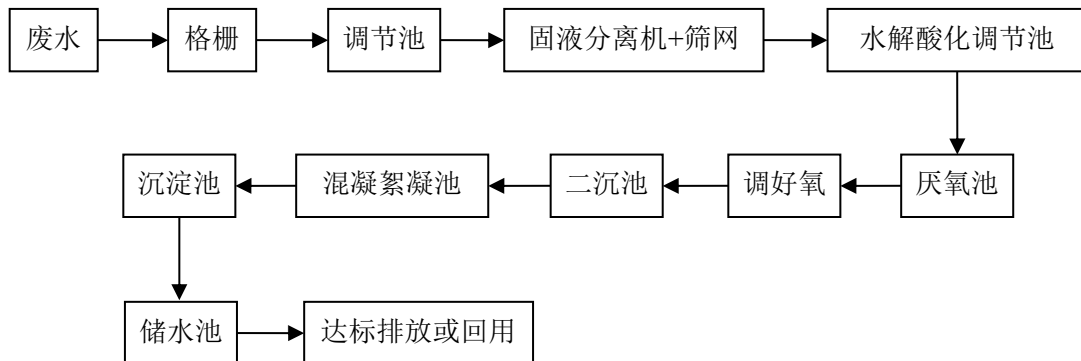 废水
格栅
调节池
固液分离机+筛网
水解酸化调节池
厌氧池
调好氧
二沉池
混凝絮凝池
沉淀池
储水池
达标排放或回用